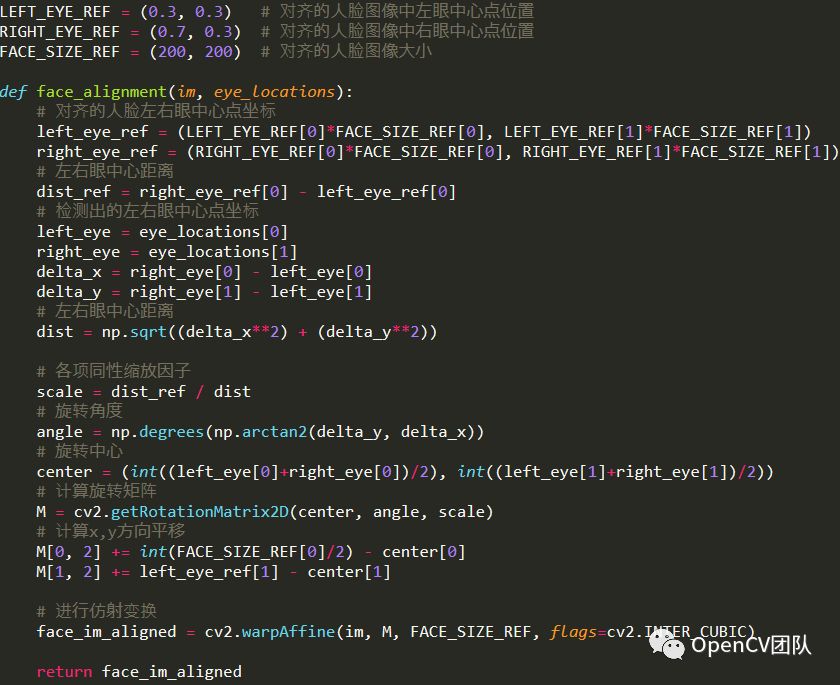 LEFT_EYE_REF = (0.3, 0.3)   # 对齐的人脸图像中左眼中心点位置
RIGHT_EYE_REF = (0.7, 0.3)  # 对齐的人脸图像中右眼中心点位置
FACE_SIZE_REF = (200, 200)  # 对齐的人脸图像大小
def face_alignment(im, eye_locations):
    # 对齐的人脸左右眼中心点坐标
    left_eye_ref = (LEFT_EYE_REF[0]*FACE_SIZE_REF[0], LEFT_EYE_REF[1]*FACE_SIZE_REF[1])
    right_eye_ref = (RIGHT_EYE_REF[0]*FACE_SIZE_REF[0], RIGHT_EYE_REF[1]*FACE_SIZE_REF[1])
    # 左右眼中心距离
    dist_ref = right_eye_ref[0] - left_eye_ref[0]
    # 检测出的左右眼中心点坐标
    left_eye = eye_locations[0]
    right_eye = eye_locations[1]
    delta_x = right_eye[0] - left_eye[0]
    delta_y = right_eye[1] - left_eye[1]
    # 左右眼中心距离
    dist = np.sqrt((delta_x**2) + (delta_y**2))
    # 各项同性缩放因子
    scale = dist_ref / dist
    # 旋转角度
    angle = np.degrees(np.arctan2(delta_y, delta_x))
    # 旋转中心
    center = (int((left_eye[0]+right_eye[0])/2), int((left_eye[1]+right_eye[1])/2))
    # 计算旋转矩阵
    M = cv2.getRotationMatrix2D(center, angle, scale)
    # 计算x,y方向平移
    M[0, 2] += int(FACE_SIZE_REF[0]/2) - center[0]
    M[1, 2] += left_eye_ref[1] - center[1]
    # 进行仿射变换
    face_im_aligned = cv2.warpAffine(im, M, FACE_SIZE_REF, flags=cv2.INTER_CUBIC)
OpenCV团队
    return face_im_aligned